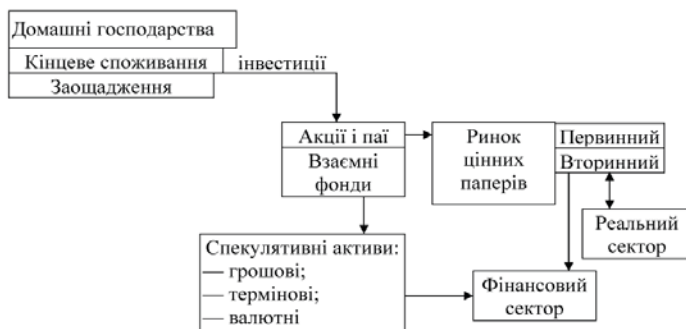 Домашні господарства
Кінцеве споживання
інвестиції
Заощадження
Акції і паї
Взаємні
фонди
Ринок
цінних
паперів
Первинний
Вторинний
Реальний
сектор
Спекулятивні активи:
— грошові;
— термінові;
— валютні
Фінансовий
сектор